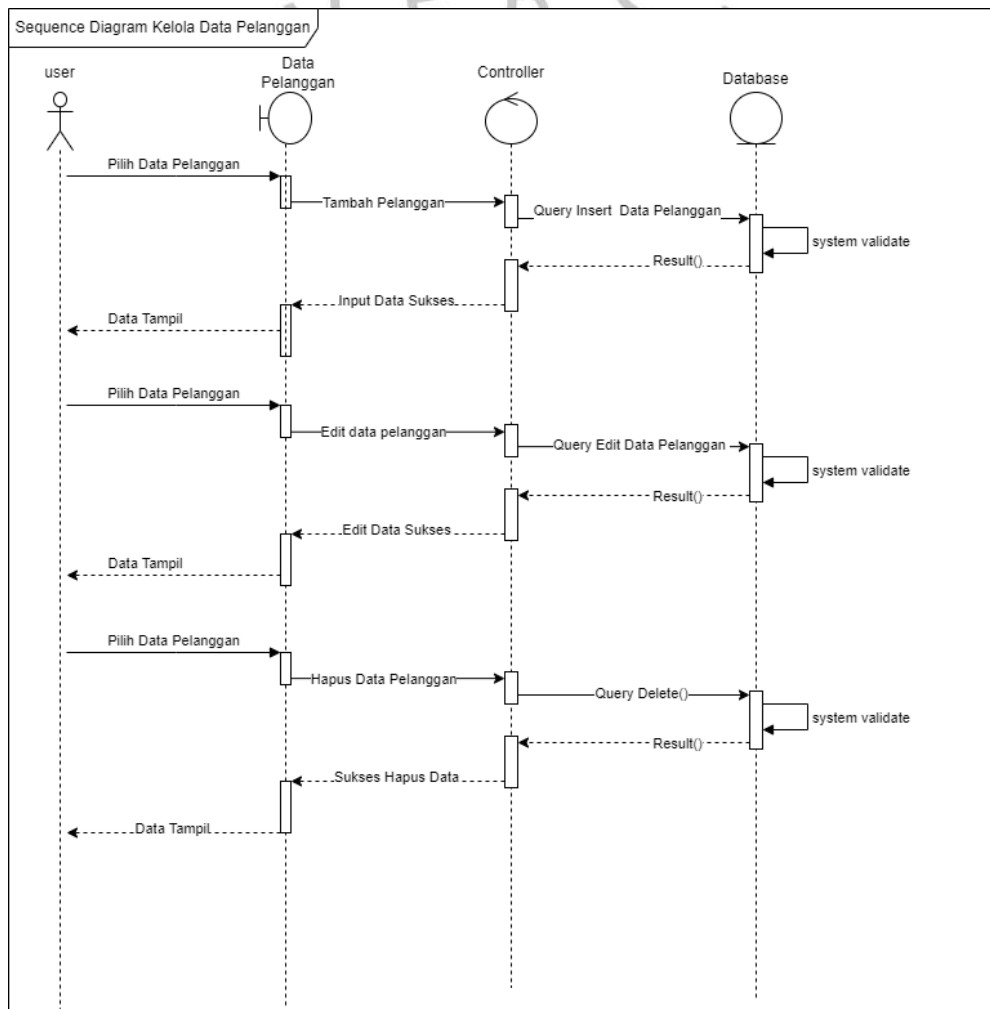 Sequence Diagram Kelola Data Pelanggan
user
Data
Pelanggan
Controller
Database
Pilih Data Pelanggan
Tambah Pelanggan
Query Insert Data Pelanggan
system validate
Result()
Input Data Sukses
Data Tampil
Pilih Data Pelanggan
Edit data pelanggan
Query Edit Data Pelanggan
system validate
Result()
Edit Data Sukses
Data Tampil
Pilih Data Pelanggan
Hapus Data Pelanggan
Query Delete()
system validate
Result()
Sukses Hapus Data
Data Tampil